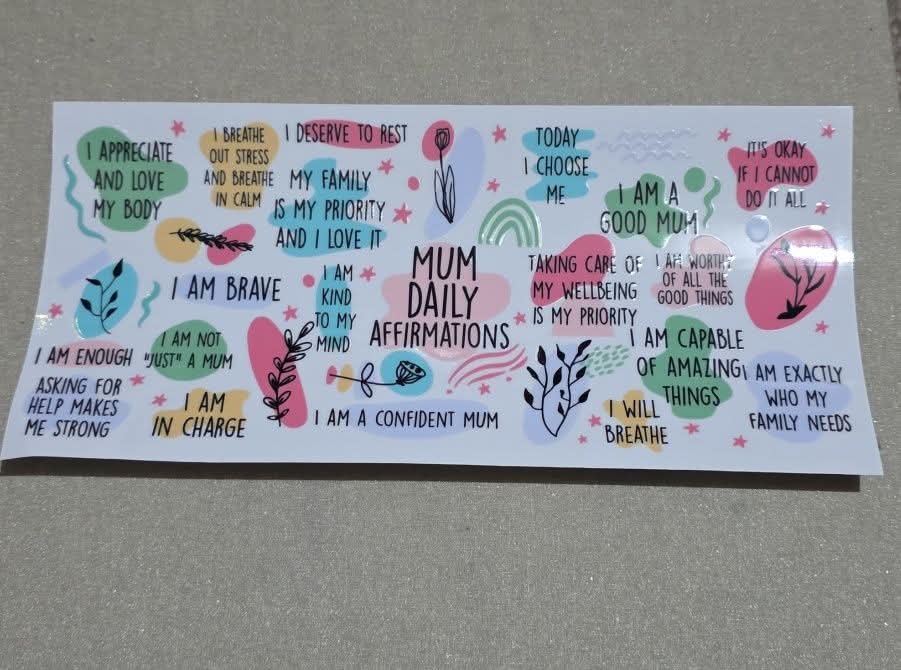 I APPRECIATE
AND LOVE
MY BODY
I BREATHE
OUT STRESS
AND BREATHE
IN CALM
I DESERVE TO REST
MY FAMILY
IS MY PRIORITY
AND I LOVE IT
TODAY
I CHOOSE
ME
I AM A
GOOD MUM
IT'S OKAY
IF I CANNOT
DO IT ALL
I AM BRAVE
I AM
KIND
TO MY
MIND
MUM
DAILY
AFFIRMATIONS
TAKING CARE OF
MY WELLBEING
IS MY PRIORITY
I AM WORTHY
OF ALL THE
GOOD THINGS
I AM ENOUGH
I AM NOT
"JUST" A MUM
ASKING FOR
HELP MAKES
ME STRONG
I AM
IN CHARGE
I AM A CONFIDENT MUM
I AM CAPABLE
OF AMAZING
THINGS
I WILL
BREATHE
I AM EXACTLY
WHO MY
FAMILY NEEDS